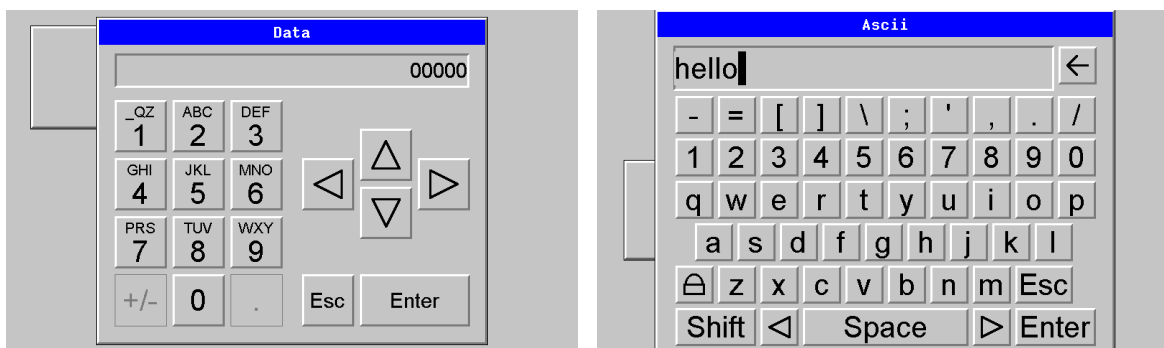 Data
00000
_QZ ABC DEF
1 2 3
GHI JKL MNO
4 5 6
PRS TUV WXY
7 8 9
+/- 0 . Esc Enter
Ascii
hello
- = [ ] \ ; ' , . /
1 2 3 4 5 6 7 8 9 0
q w e r t y u i o p
a s d f g h j k l
z x c v b n m Esc
Shift Space Enter